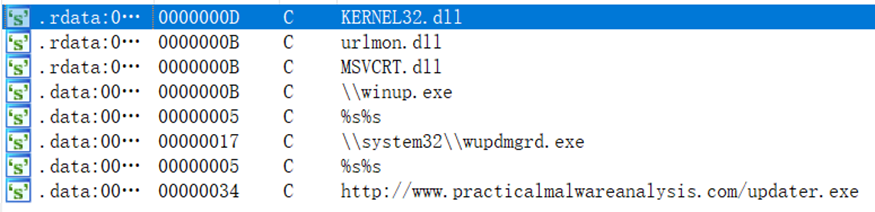 's' .rdata:0… 0000000D C KERNEL32.dll
's' .rdata:0… 0000000B C urlmon.dll
's' .rdata:0… 0000000B C MSVCRT.dll
's' .data:00… 0000000B C \\winup.exe
's' .data:00… 00000005 C %s%s
's' .data:00… 00000017 C \\system32\\wupdmgrd.exe
's' .data:00… 00000005 C %s%s
's' .data:00… 00000034 C http://www.practicalmalwareanalysis.com/updater.exe